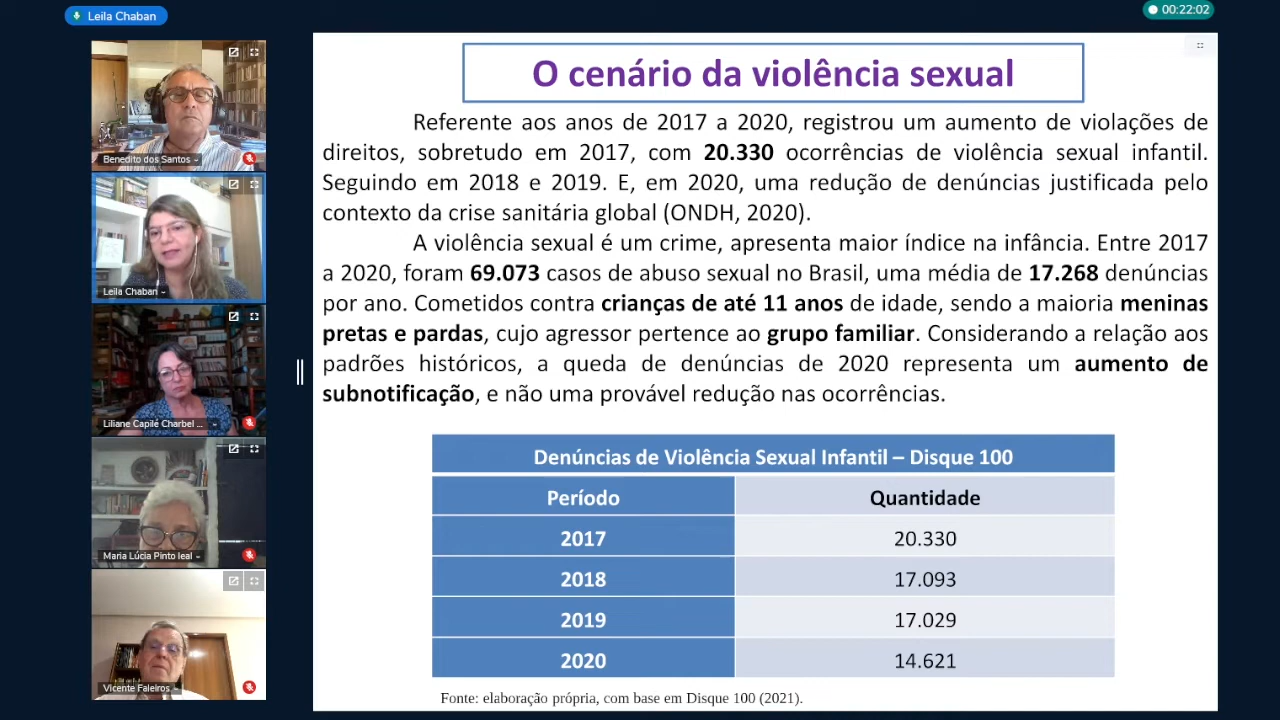 Leila Chaban
00:22:02
Benedito dos Santos
Leila Chaban
Liliane Capilé Charbel ...
Maria Lúcia Pinto leal
Vicente Faleiros
O cenário da violência sexual
Referente aos anos de 2017 a 2020, registrou um aumento de violações de
direitos, sobretudo em 2017, com 20.330 ocorrências de violência sexual infantil.
Seguindo em 2018 e 2019. E, em 2020, uma redução de denúncias justificada pelo
contexto da crise sanitária global (ONDH, 2020).
A violência sexual é um crime, apresenta maior índice na infância. Entre 2017
a 2020, foram 69.073 casos de abuso sexual no Brasil, uma média de 17.268 denúncias
por ano. Cometidos contra crianças de até 11 anos de idade, sendo a maioria meninas
pretas e pardas, cujo agressor pertence ao grupo familiar. Considerando a relação aos
padrões históricos, a queda de denúncias de 2020 representa um aumento de
subnotificação, e não uma provável redução nas ocorrências.
Denúncias de Violência Sexual Infantil – Disque 100
Período Quantidade
2017 20.330
2018 17.093
2019 17.029
2020 14.621
Fonte: elaboração própria, com base em Disque 100 (2021).